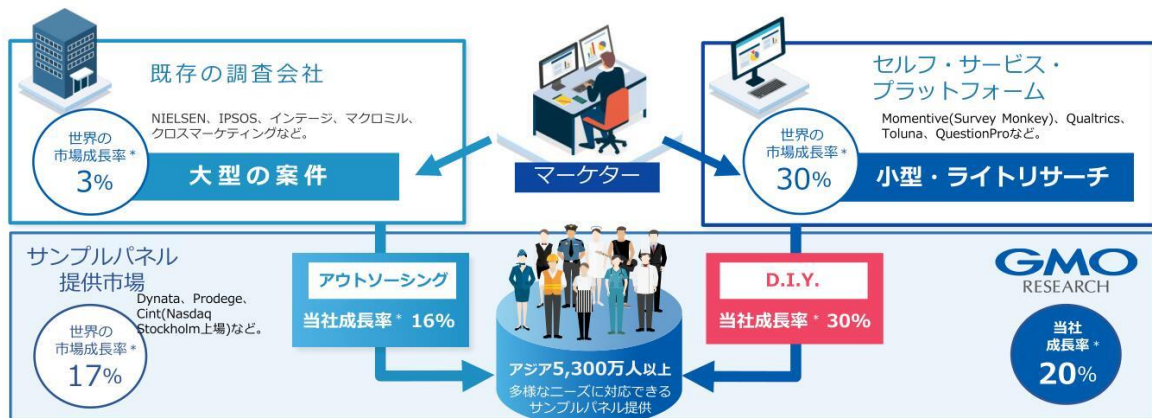 既存の調査会社
NIELSEN、IPSOS、インテージ、マクロミル、
クロスマーケティングなど。
世界の
市場成長率*
3%
大型の案件
マーケター
セルフ・サービス・
プラットフォーム
Momentive(Survey Monkey)、Qualtrics、
Toluna、QuestionProなど。
世界の
市場成長率*
30%
小型・ライトリサーチ
サンプルパネル
提供市場
Dynata、Prodege、
Cint(Nasdaq
Stockholm上場)など。
世界の
市場成長率*
17%
アウトソーシング
当社成長率* 16%
D.I.Y.
当社成長率* 30%
アジア5,300万人以上
多様なニーズに対応できる
サンプルパネル提供
GMO
RESEARCH
当社
成長率*
20%